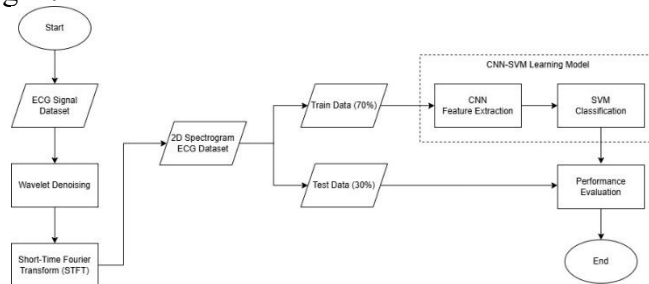 Start
ECG Signal
Dataset
Wavelet Denoising
Short-Time Fourier
Transform (STFT)
2D Spectrogram
ECG Dataset
Train Data (70%)
Test Data (30%)
CNN-SVM Learning Model
CNN
Feature Extraction
SVM
Classification
Performance
Evaluation
End